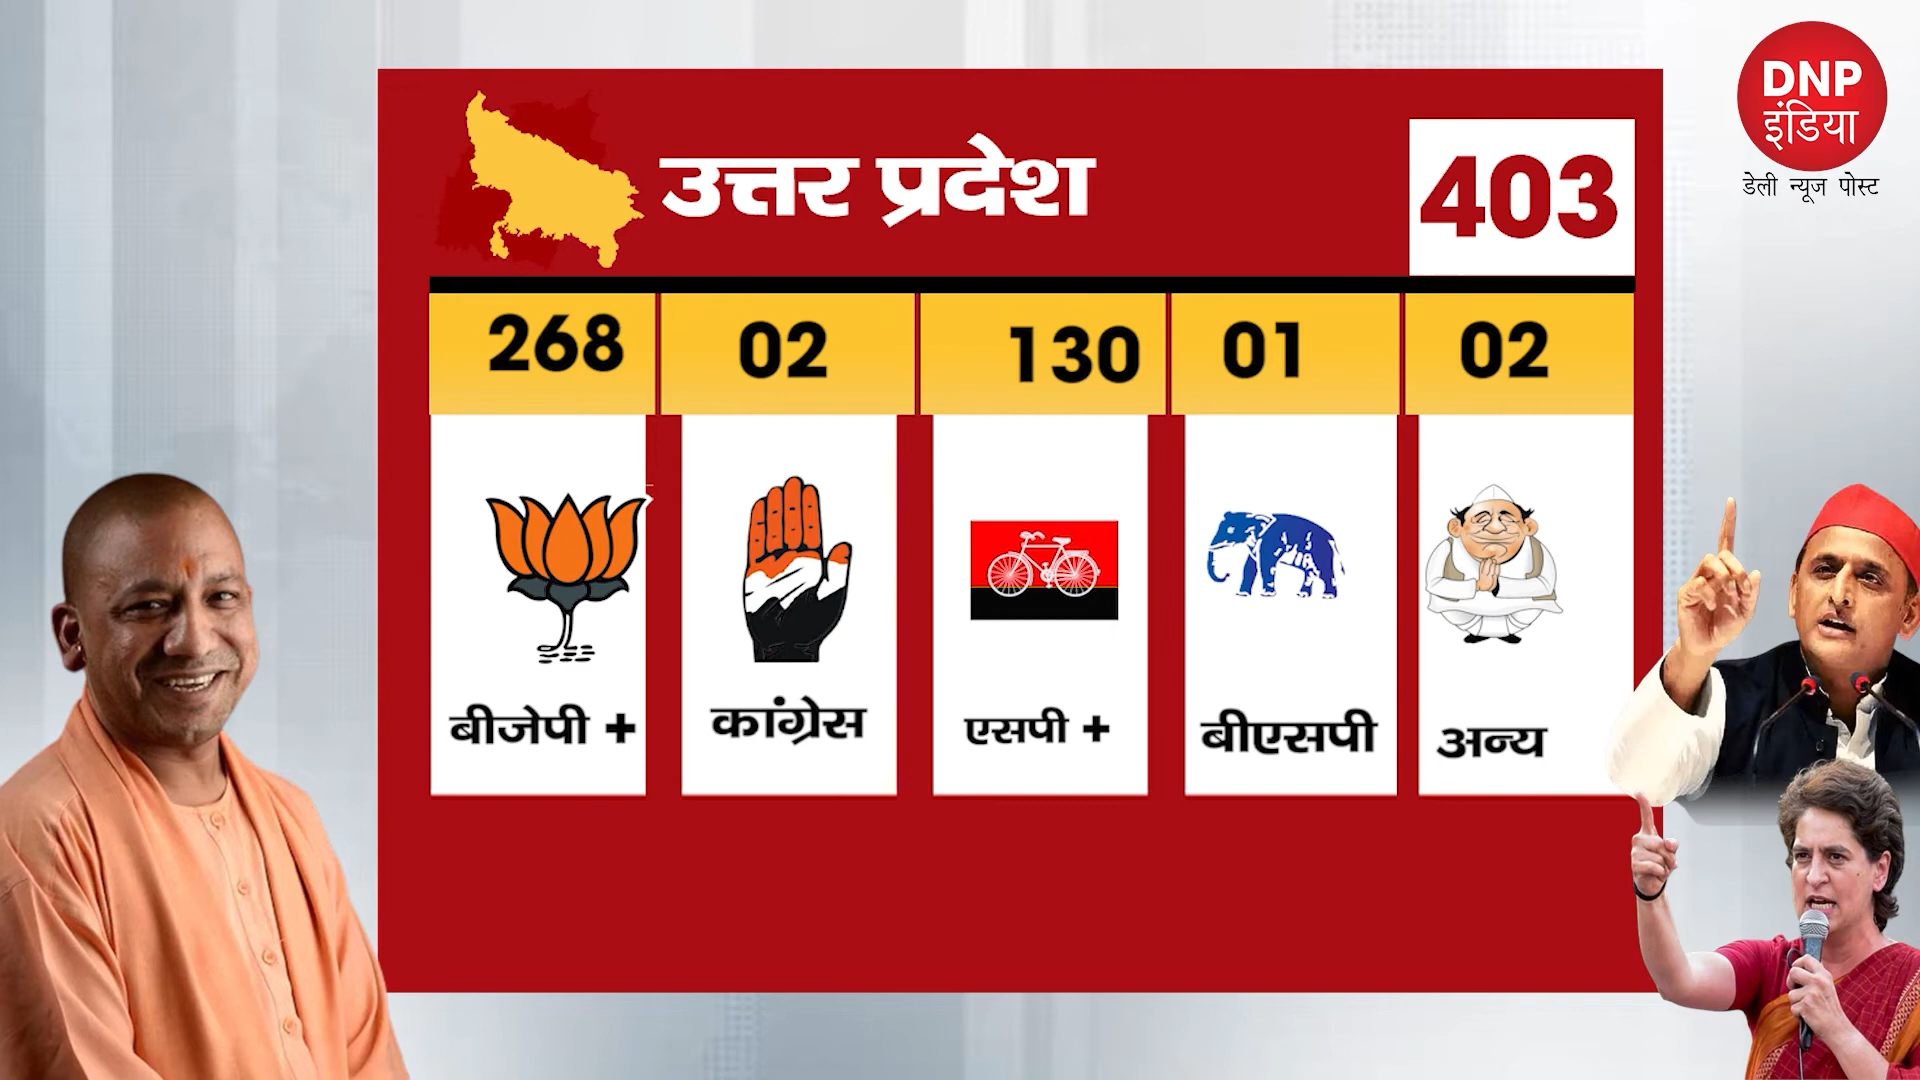 DNP
इंडिया
डेली न्यूज पोस्ट
उत्तर प्रदेश
403
268
02
130
01
02
बीजेपी +
कांग्रेस
एसपी +
बीएसपी
अन्य